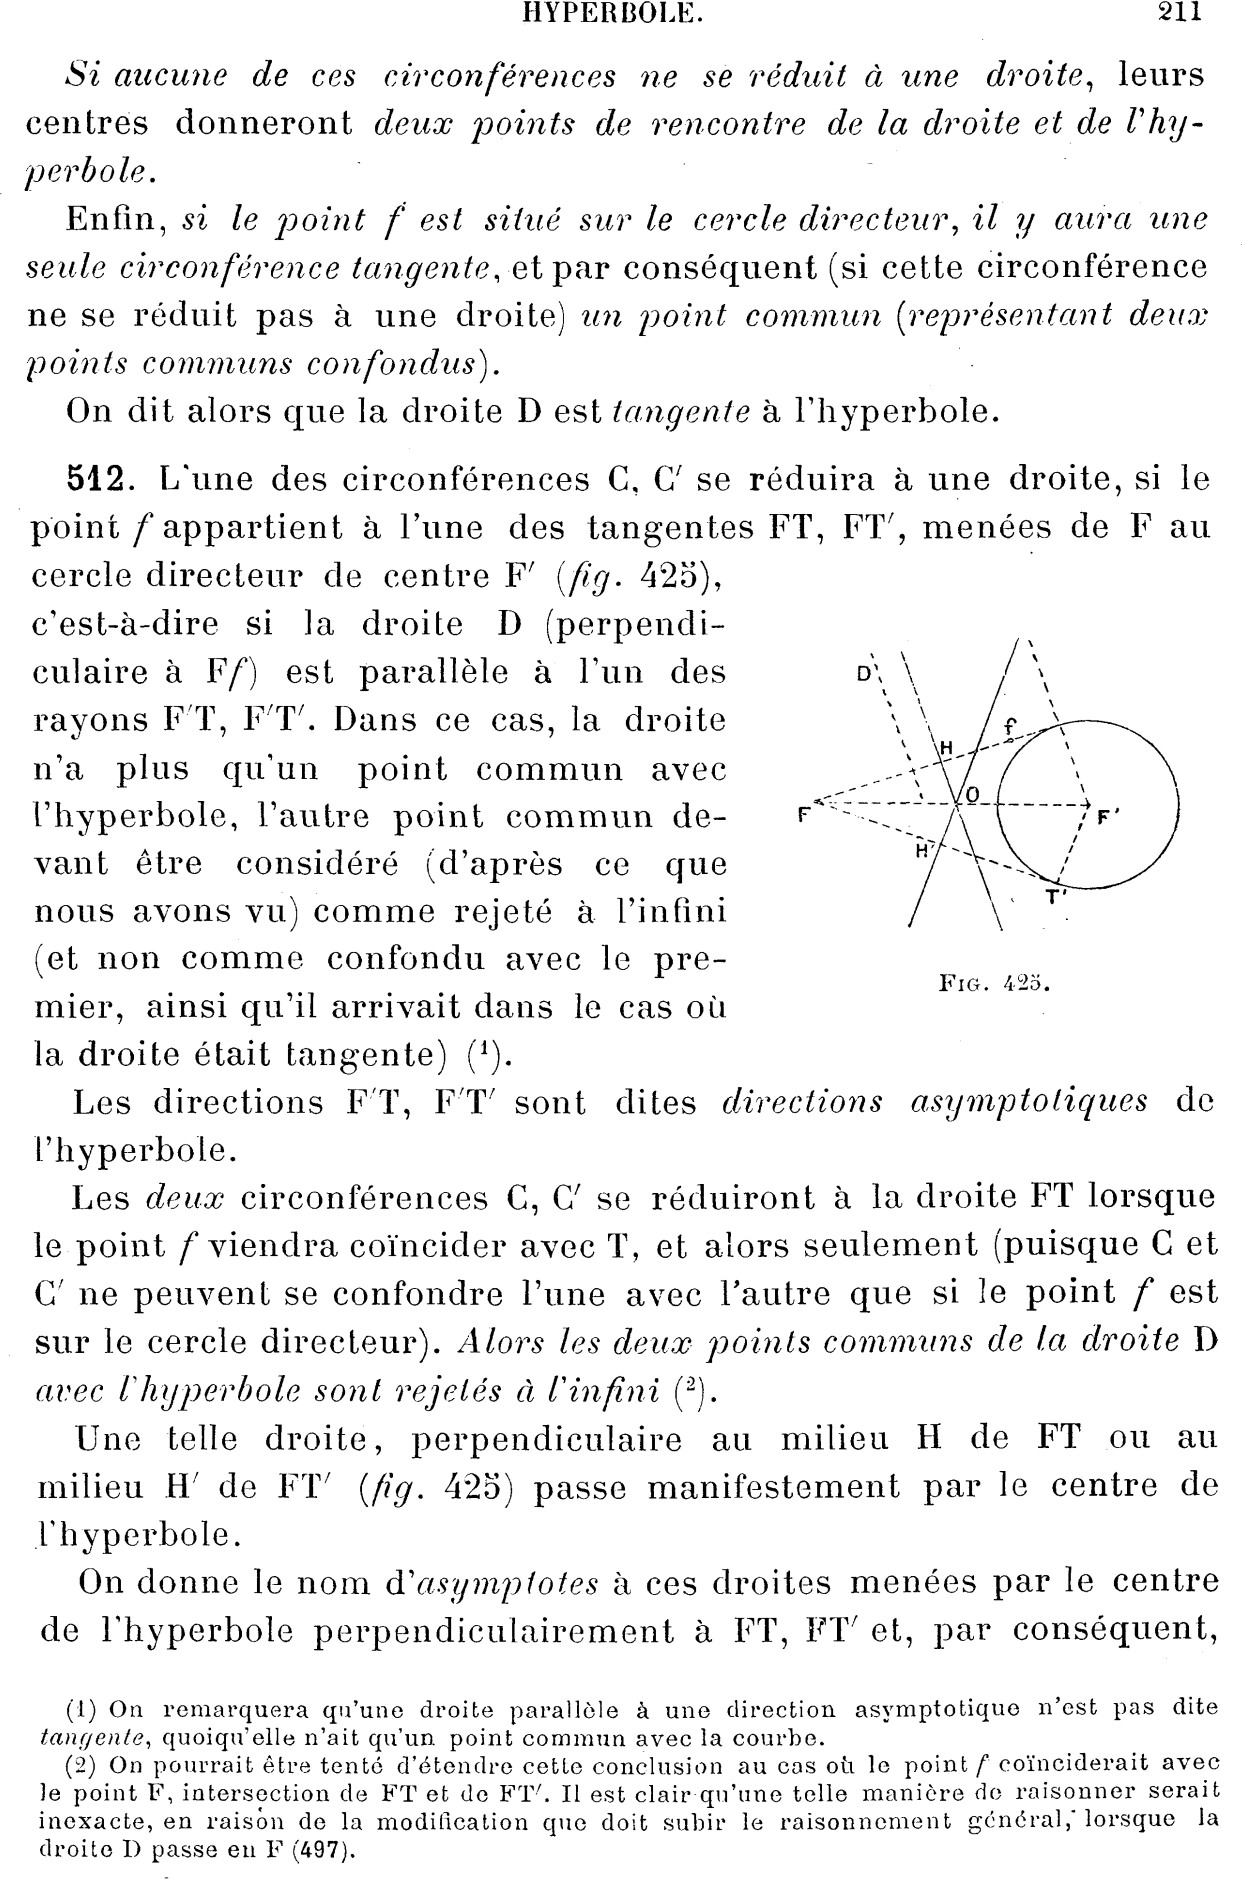 HYPERBOLE. 211
Si aucune de ces circonférences ne se réduit à une droite, leurs
centres donneront deux points de rencontre de la droite et de l'hy-
perbole.
Enfin, si le point f est situé sur le cercle directeur, il y aura une
seule circonférence tangente, et par conséquent (si cette circonférence
ne se réduit pas à une droite) un point commun (représentant deux
points communs confondus).
On dit alors que la droite D est tangente à l'hyperbole.
512. L'une des circonférences C, C′ se réduira à une droite, si le
point f appartient à l'une des tangentes FT, FT′, menées de F au
cercle directeur de centre F′ (fig. 425),
c'est-à-dire si la droite D (perpendi-
culaire à Ff) est parallèle à l'un des
rayons F′T, F′T′. Dans ce cas, la droite
n'a plus qu'un point commun avec
l'hyperbole, l'autre point commun de-
vant être considéré (d'après ce que
nous avons vu) comme rejeté à l'infini
(et non comme confondu avec le pre-
mier, ainsi qu'il arrivait dans le cas où
la droite était tangente) (¹).
D
f
H
O
F
F'
H'
T'
FIG. 425.
Les directions F′T, F′T′ sont dites directions asymptotiques de
l'hyperbole.
Les deux circonférences C, C′ se réduiront à la droite FT lorsque
le point f viendra coïncider avec T, et alors seulement (puisque C et
C′ ne peuvent se confondre l'une avec l'autre que si le point f est
sur le cercle directeur). Alors les deux points communs de la droite D
avec l'hyperbole sont rejetés à l'infini (²).
Une telle droite, perpendiculaire au milieu H de FT ou au
milieu H′ de FT′ (fig. 425) passe manifestement par le centre de
l'hyperbole.
On donne le nom d'asymptotes à ces droites menées par le centre
de l'hyperbole perpendiculairement à FT, FT′ et, par conséquent,
(1) On remarquera qu'une droite parallèle à une direction asymptotique n'est pas dite
tangente, quoiqu'elle n'ait qu'un point commun avec la courbe.
(2) On pourrait être tenté d'étendre cette conclusion au cas où le point f coïnciderait avec
le point F, intersection de FT et de FT′. Il est clair qu'une telle manière de raisonner serait
inexacte, en raison de la modification que doit subir le raisonnement général, lorsque la
droite D passe en F (497).